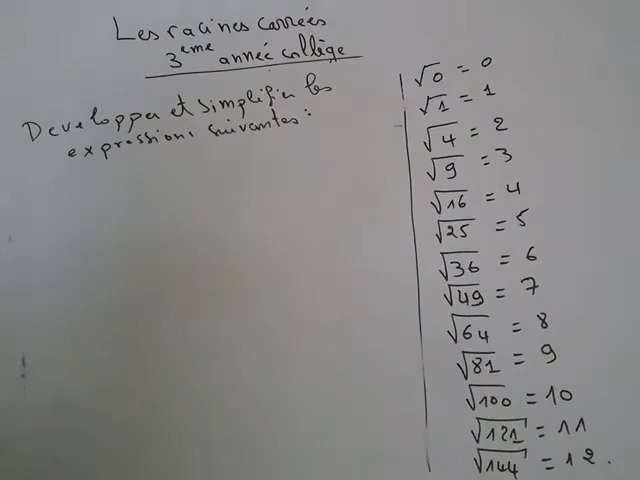 Les racines carrées
3ème année collège
Developper et simplifier les
expressions suivantes :
√0 = 0
√1 = 1
√4 = 2
√9 = 3
√16 = 4
√25 = 5
√36 = 6
√49 = 7
√64 = 8
√81 = 9
√100 = 10
√121 = 11
√144 = 12.